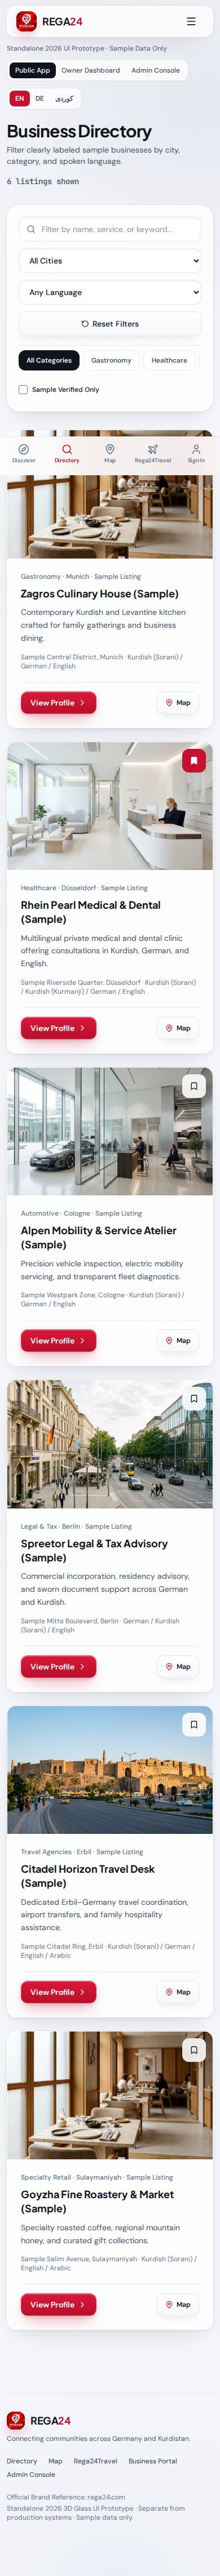 REGA24
Standalone 2026 UI Prototype · Sample Data Only
Public App Owner Dashboard Admin Console
EN DE کوردی
Business Directory
Filter clearly labeled sample businesses by city,
category, and spoken language.
6 listings shown
Filter by name, service, or keyword...
All Cities
Any Language
Reset Filters
All Categories Gastronomy Healthcare
Sample Verified Only
Discover Directory Map Rega24Travel Sign In
Gastronomy · Munich · Sample Listing
Zagros Culinary House (Sample)
Contemporary Kurdish and Levantine kitchen
crafted for family gatherings and business
dining.
Sample Central District, Munich · Kurdish (Sorani) /
German / English
View Profile Map
Healthcare · Düsseldorf · Sample Listing
Rhein Pearl Medical & Dental
(Sample)
Multilingual private medical and dental clinic
offering consultations in Kurdish, German, and
English.
Sample Riverside Quarter, Düsseldorf · Kurdish (Sorani)
/ Kurdish (Kurmanji) / German / English
View Profile Map
Automotive · Cologne · Sample Listing
Alpen Mobility & Service Atelier
(Sample)
Precision vehicle inspection, electric mobility
servicing, and transparent fleet diagnostics.
Sample Westpark Zone, Cologne · Kurdish (Sorani) /
German / English
View Profile Map
Legal & Tax · Berlin · Sample Listing
Spreetor Legal & Tax Advisory
(Sample)
Commercial incorporation, residency advisory,
and sworn document support across German
and Kurdish.
Sample Mitte Boulevard, Berlin · German / Kurdish
(Sorani) / English
View Profile Map
Travel Agencies · Erbil · Sample Listing
Citadel Horizon Travel Desk
(Sample)
Dedicated Erbil–Germany travel coordination,
airport transfers, and family hospitality
assistance.
Sample Citadel Ring, Erbil · Kurdish (Sorani) / German /
English / Arabic
View Profile Map
Specialty Retail · Sulaymaniyah · Sample Listing
Goyzha Fine Roastery & Market
(Sample)
Specialty roasted coffee, regional mountain
honey, and curated gift collections.
Sample Salim Avenue, Sulaymaniyah · Kurdish (Sorani) /
English / Arabic
View Profile Map
REGA24
Connecting communities across Germany and Kurdistan.
Directory Map Rega24Travel Business Portal
Admin Console
Official Brand Reference: rega24.com
Standalone 2026 3D Glass UI Prototype · Separate from
production systems · Sample data only.